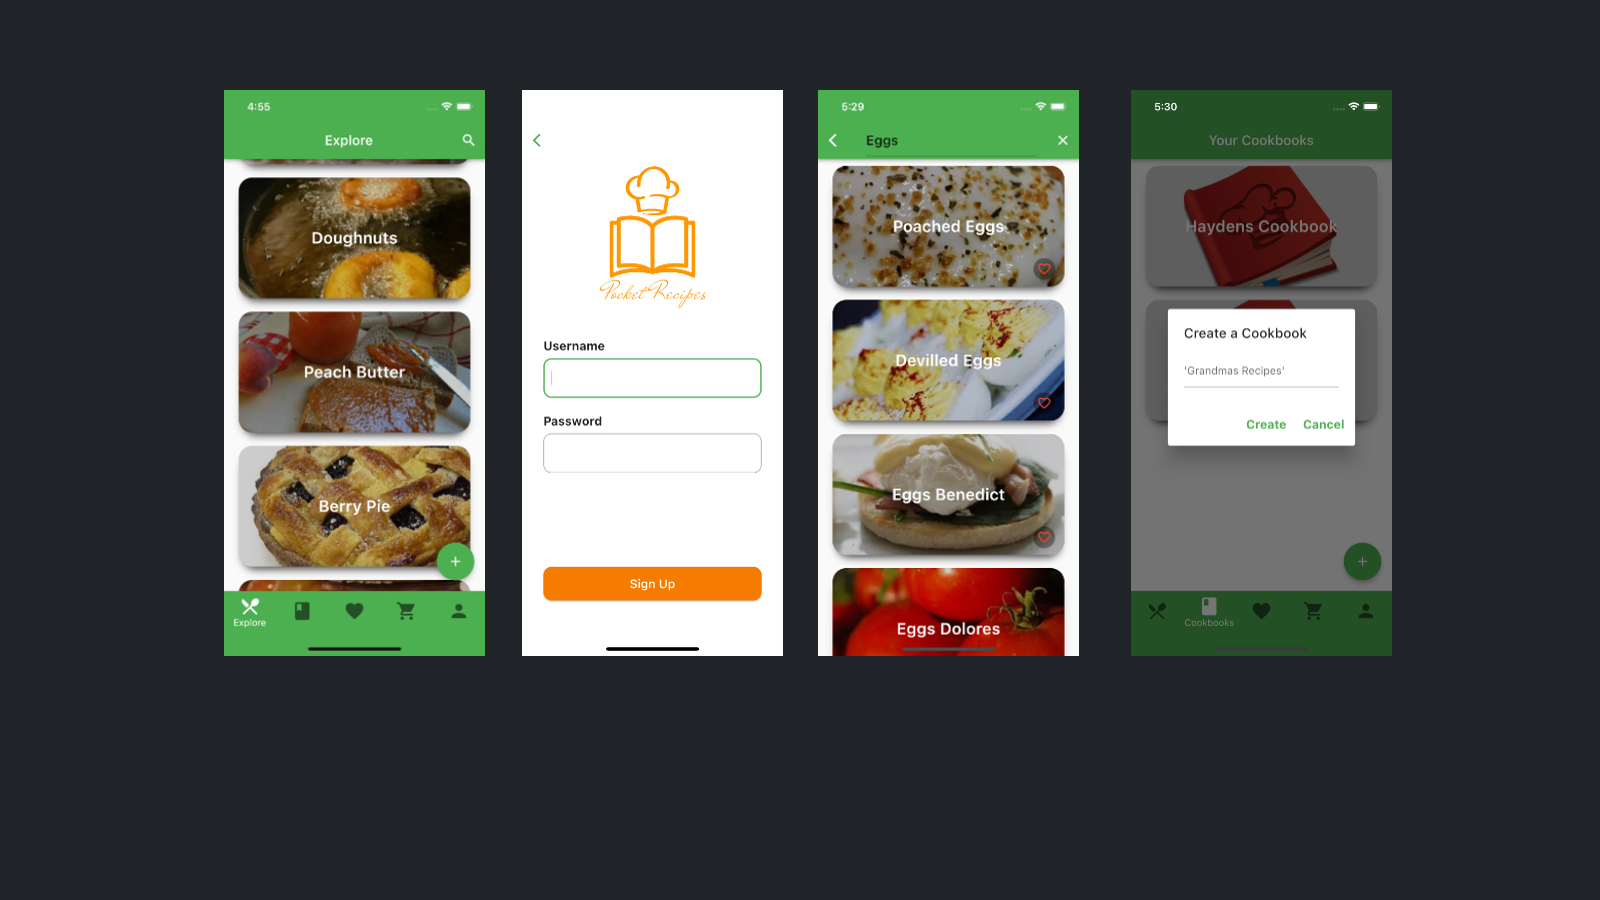 4:55
Explore
Doughnuts
Peach Butter
Berry Pie
Explore
Pocket Recipes
Username
Password
Sign Up
5:29
Eggs
Poached Eggs
Devilled Eggs
Eggs Benedict
Eggs Dolores
5:30
Your Cookbooks
Haydens Cookbook
Create a Cookbook
'Grandmas Recipes'
Create Cancel
Cookbooks